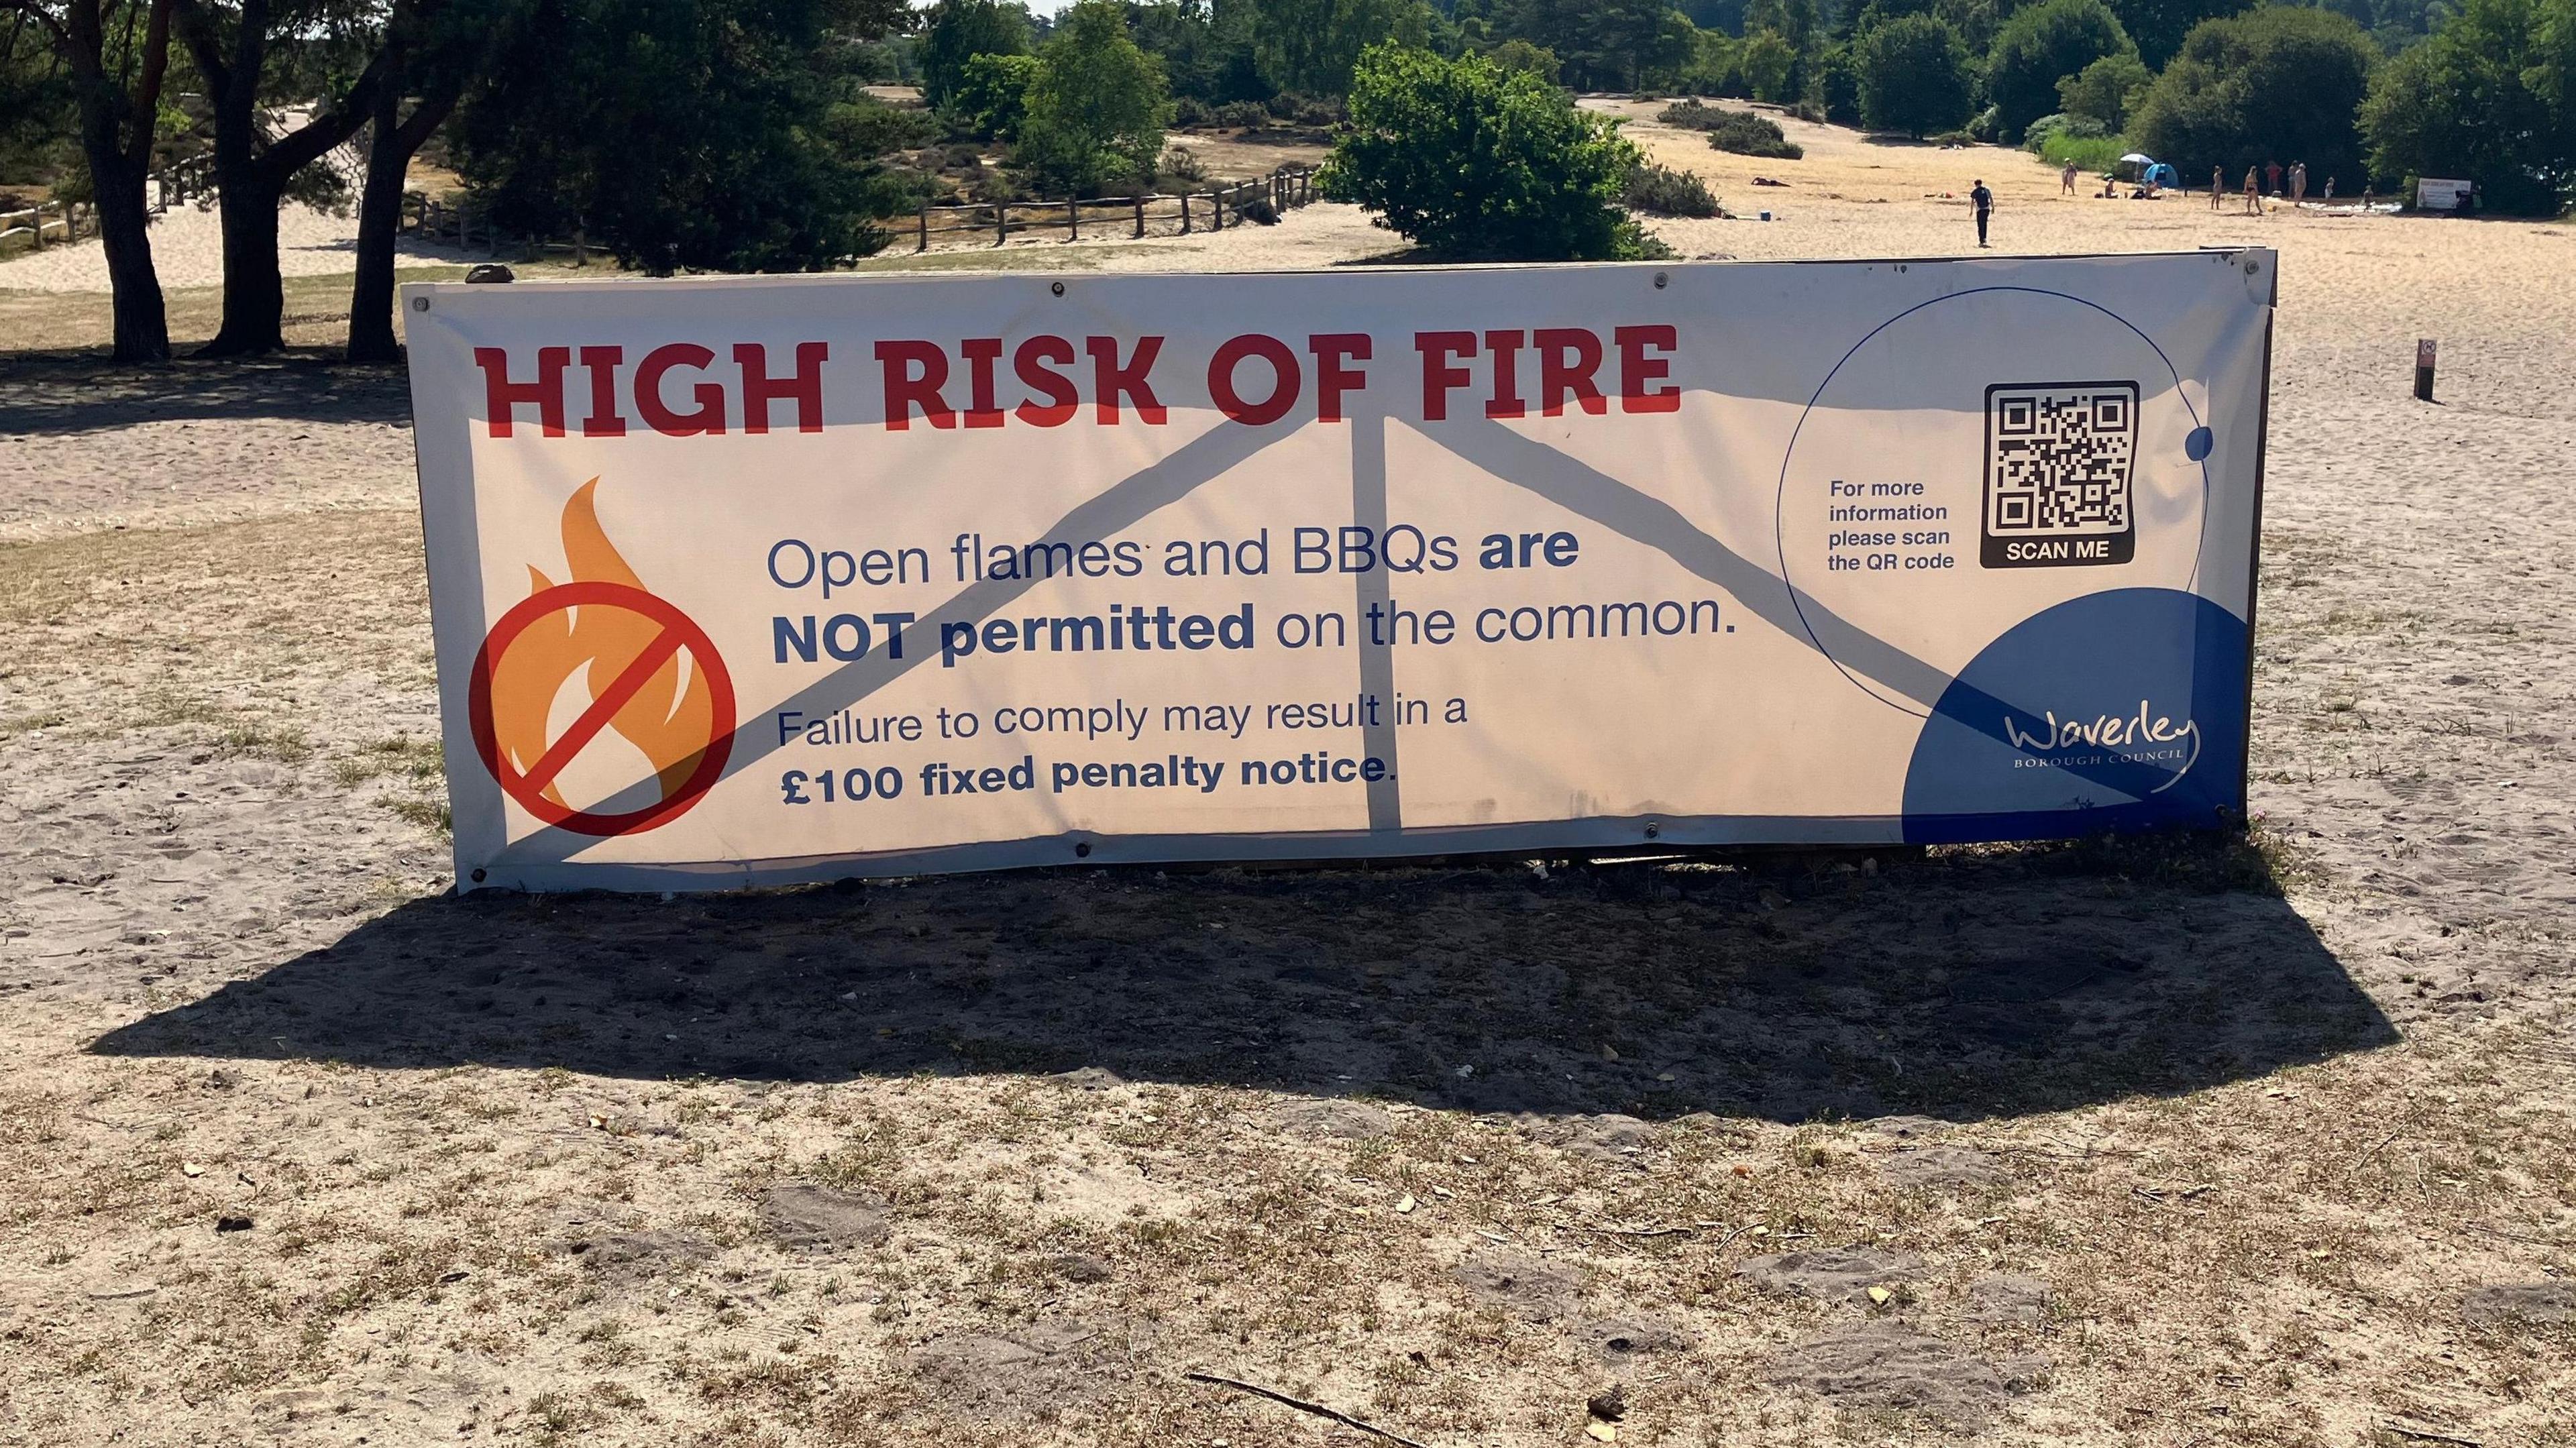 HIGH RISK OF FIRE
Open flames and BBQs are
NOT permitted on the common.
Failure to comply may result in a
£100 fixed penalty notice.
For more
information
please scan
the QR code
SCAN ME
Waverley
BOROUGH COUNCIL